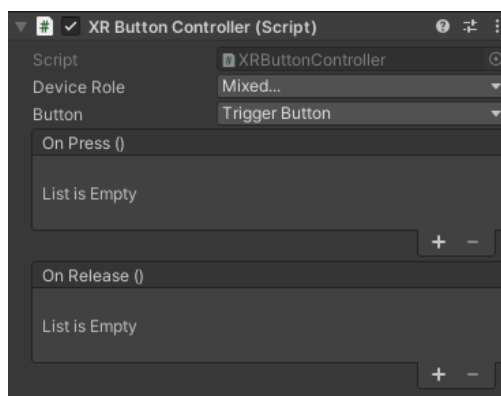 XR Button Controller (Script)
Script XRButtonController
Device Role Mixed...
Button Trigger Button
On Press ()
List is Empty
+ −
On Release ()
List is Empty
+ −